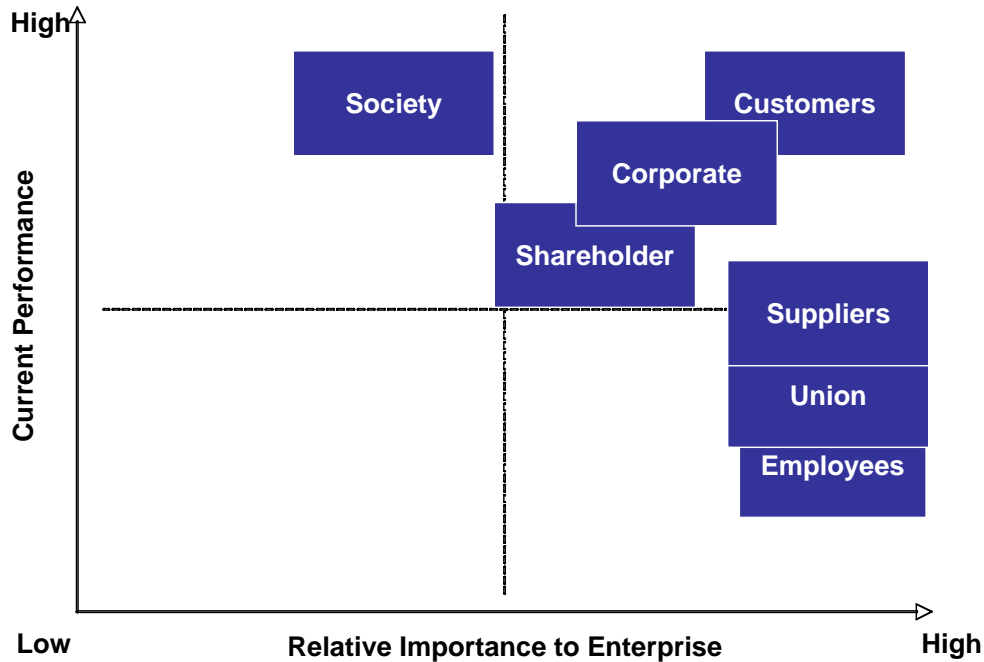 High
Society
Customers
Corporate
Shareholder
Suppliers
Union
Employees
Current Performance
Low
Relative Importance to Enterprise
High